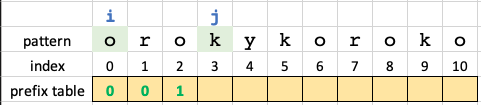 i j
pattern o r o k y k o r o k o
index 0 1 2 3 4 5 6 7 8 9 10
prefix table 0 0 1